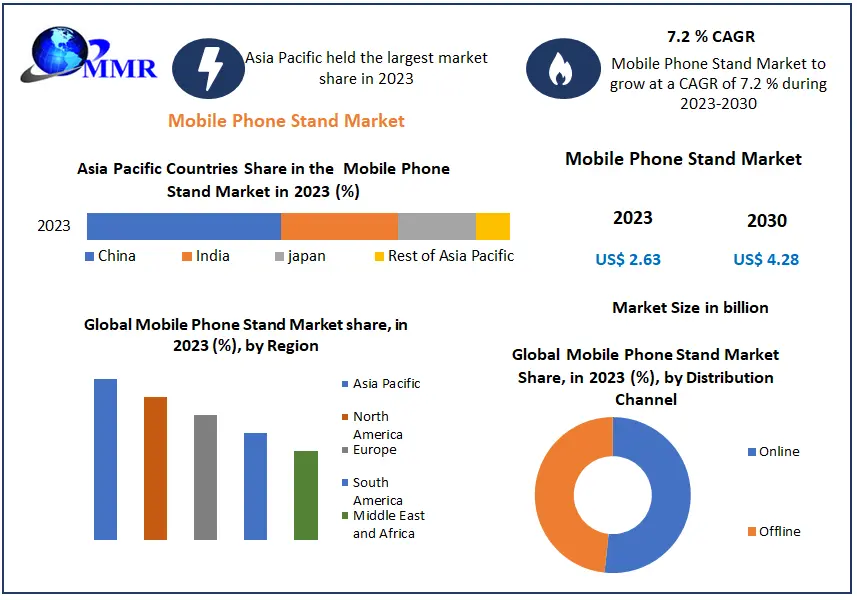 MMR
Asia Pacific held the largest market
share in 2023
7.2 % CAGR
Mobile Phone Stand Market to
grow at a CAGR of 7.2 % during
2023-2030
Mobile Phone Stand Market
Asia Pacific Countries Share in the Mobile Phone
Stand Market in 2023 (%)
2023
China
India
japan
Rest of Asia Pacific
Mobile Phone Stand Market
2023
2030
US$ 2.63
US$ 4.28
Market Size in billion
Global Mobile Phone Stand Market share, in
2023 (%), by Region
Asia Pacific
North
America
Europe
South
America
Middle East
and Africa
Global Mobile Phone Stand Market
Share, in 2023 (%), by Distribution
Channel
Online
Offline